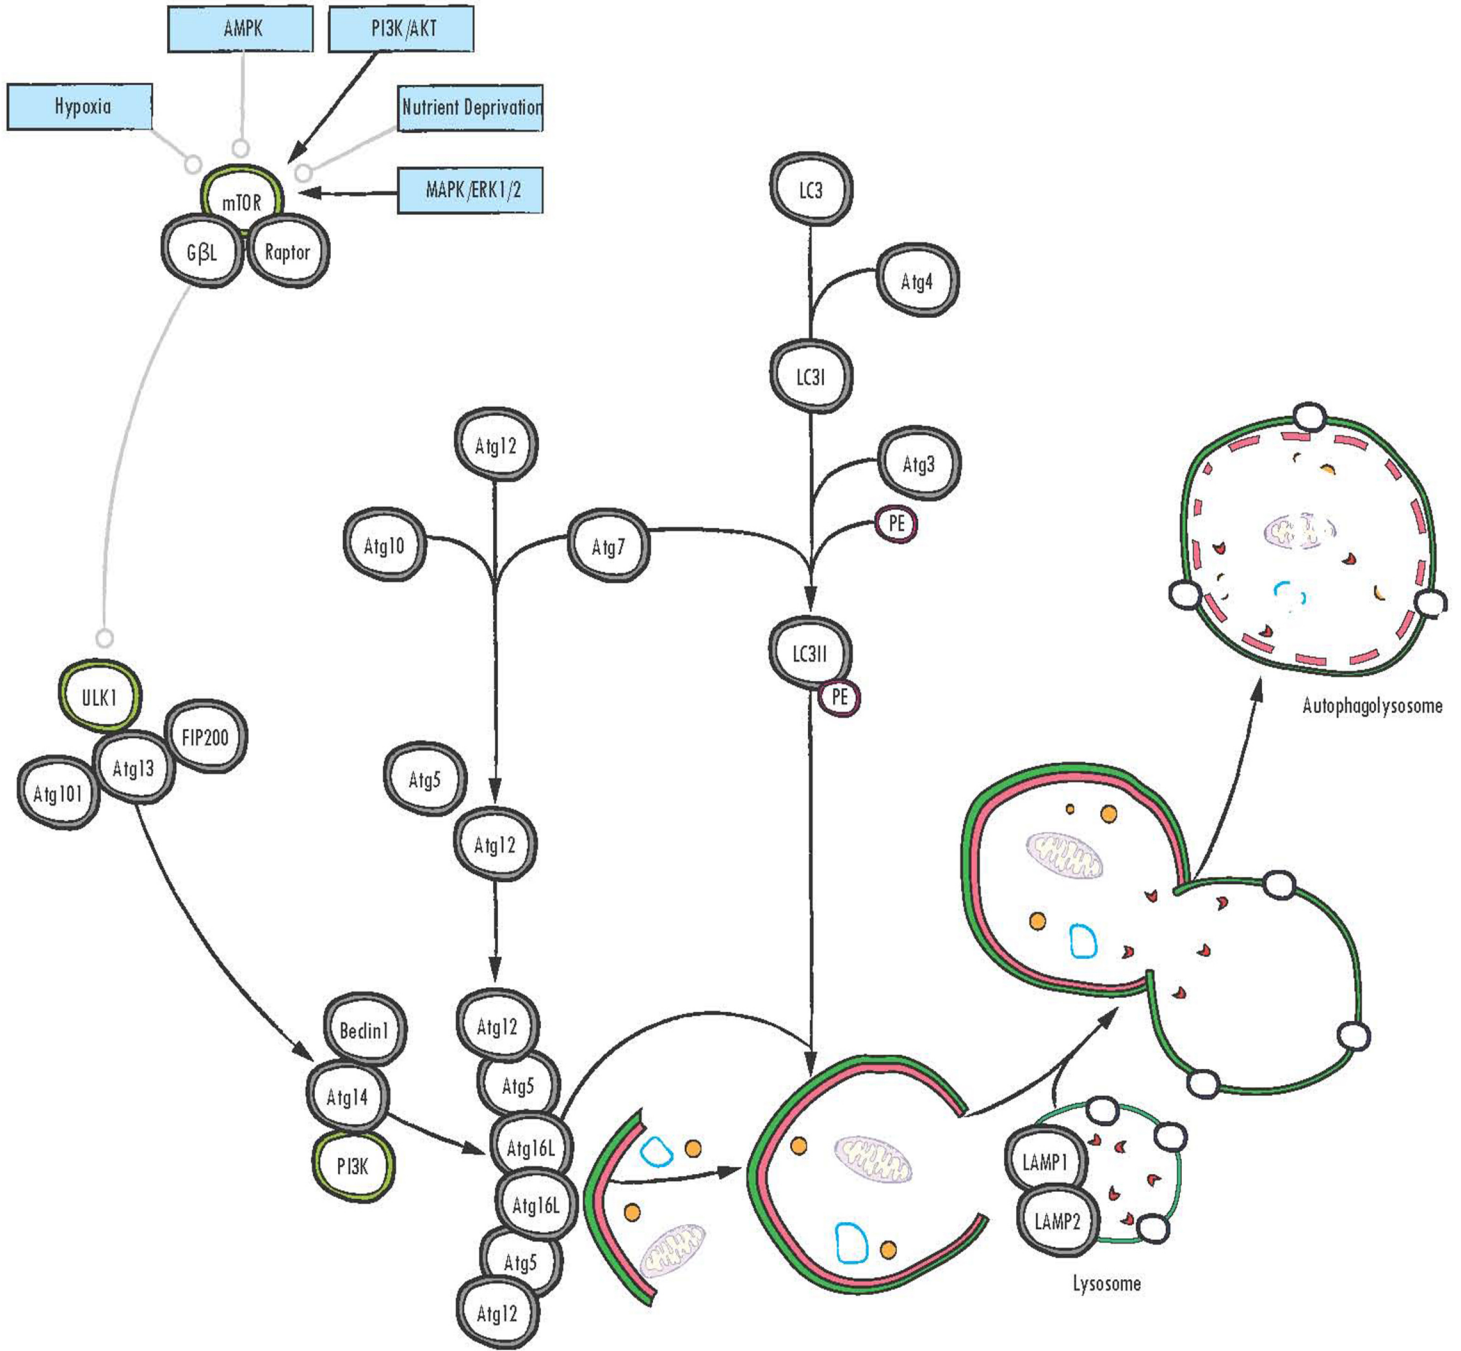 AMPK
PI3K/AKT
Hypoxia
Nutrient Deprivation
mTOR
MAPK/ERK1/2
GβL
Raptor
LC3
Atg4
LC3I
Atg12
Atg3
PE
Atg10
Atg7
LC3II
PE
ULK1
FIP200
Atg13
Atg101
Atg5
Atg12
Autophagolysosome
Beclin1
Atg12
Atg14
Atg5
PI3K
Atg16L
Atg16L
Atg5
Atg12
LAMP1
LAMP2
Lysosome